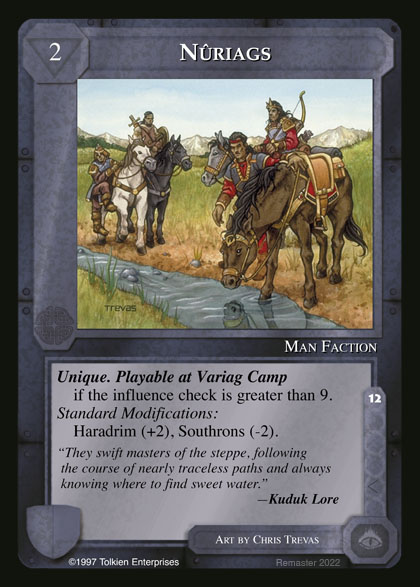 2
NÛRIAGS
TREVAS
MAN FACTION
Unique. Playable at Variag Camp
if the influence check is greater than 9.
Standard Modifications:
Haradrim (+2), Southrons (-2).
12
“They swift masters of the steppe, following
the course of nearly traceless paths and always
knowing where to find sweet water.”
—Kuduk Lore
ART BY CHRIS TREVAS
©1997 Tolkien Enterprises
Remaster 2022